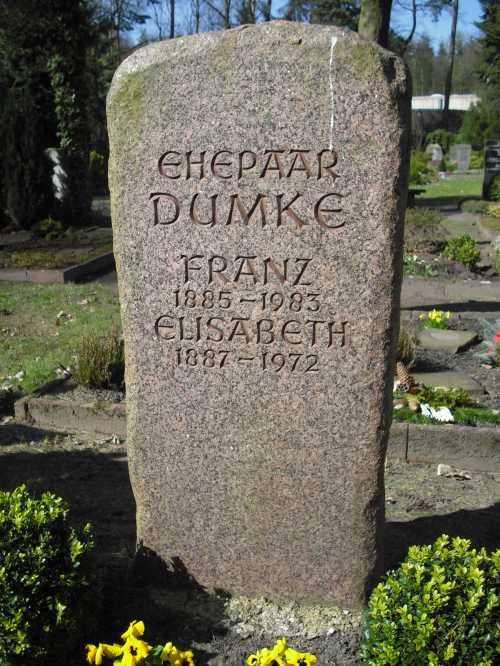 EHEPAAR
DUMKE
FRANZ
1885-1983
ELISABETH
1887-1972